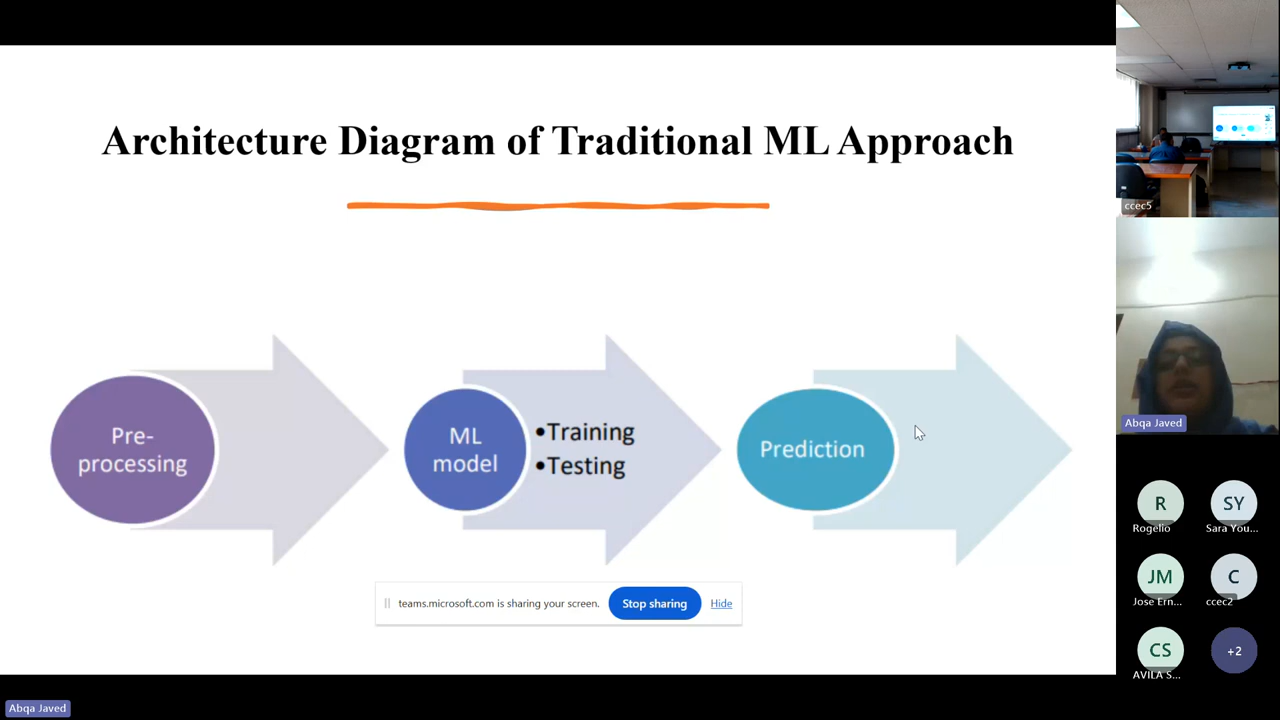 Architecture Diagram of Traditional ML Approach
Pre-
processing
ML
model
•Training
•Testing
Prediction
teams.microsoft.com is sharing your screen.
Stop sharing
Hide
ccec5
Abqa Javed
R
Rogelio
SY
Sara You...
JM
Jose Ern...
C
ccec2
CS
AVILA S...
+2
Abqa Javed